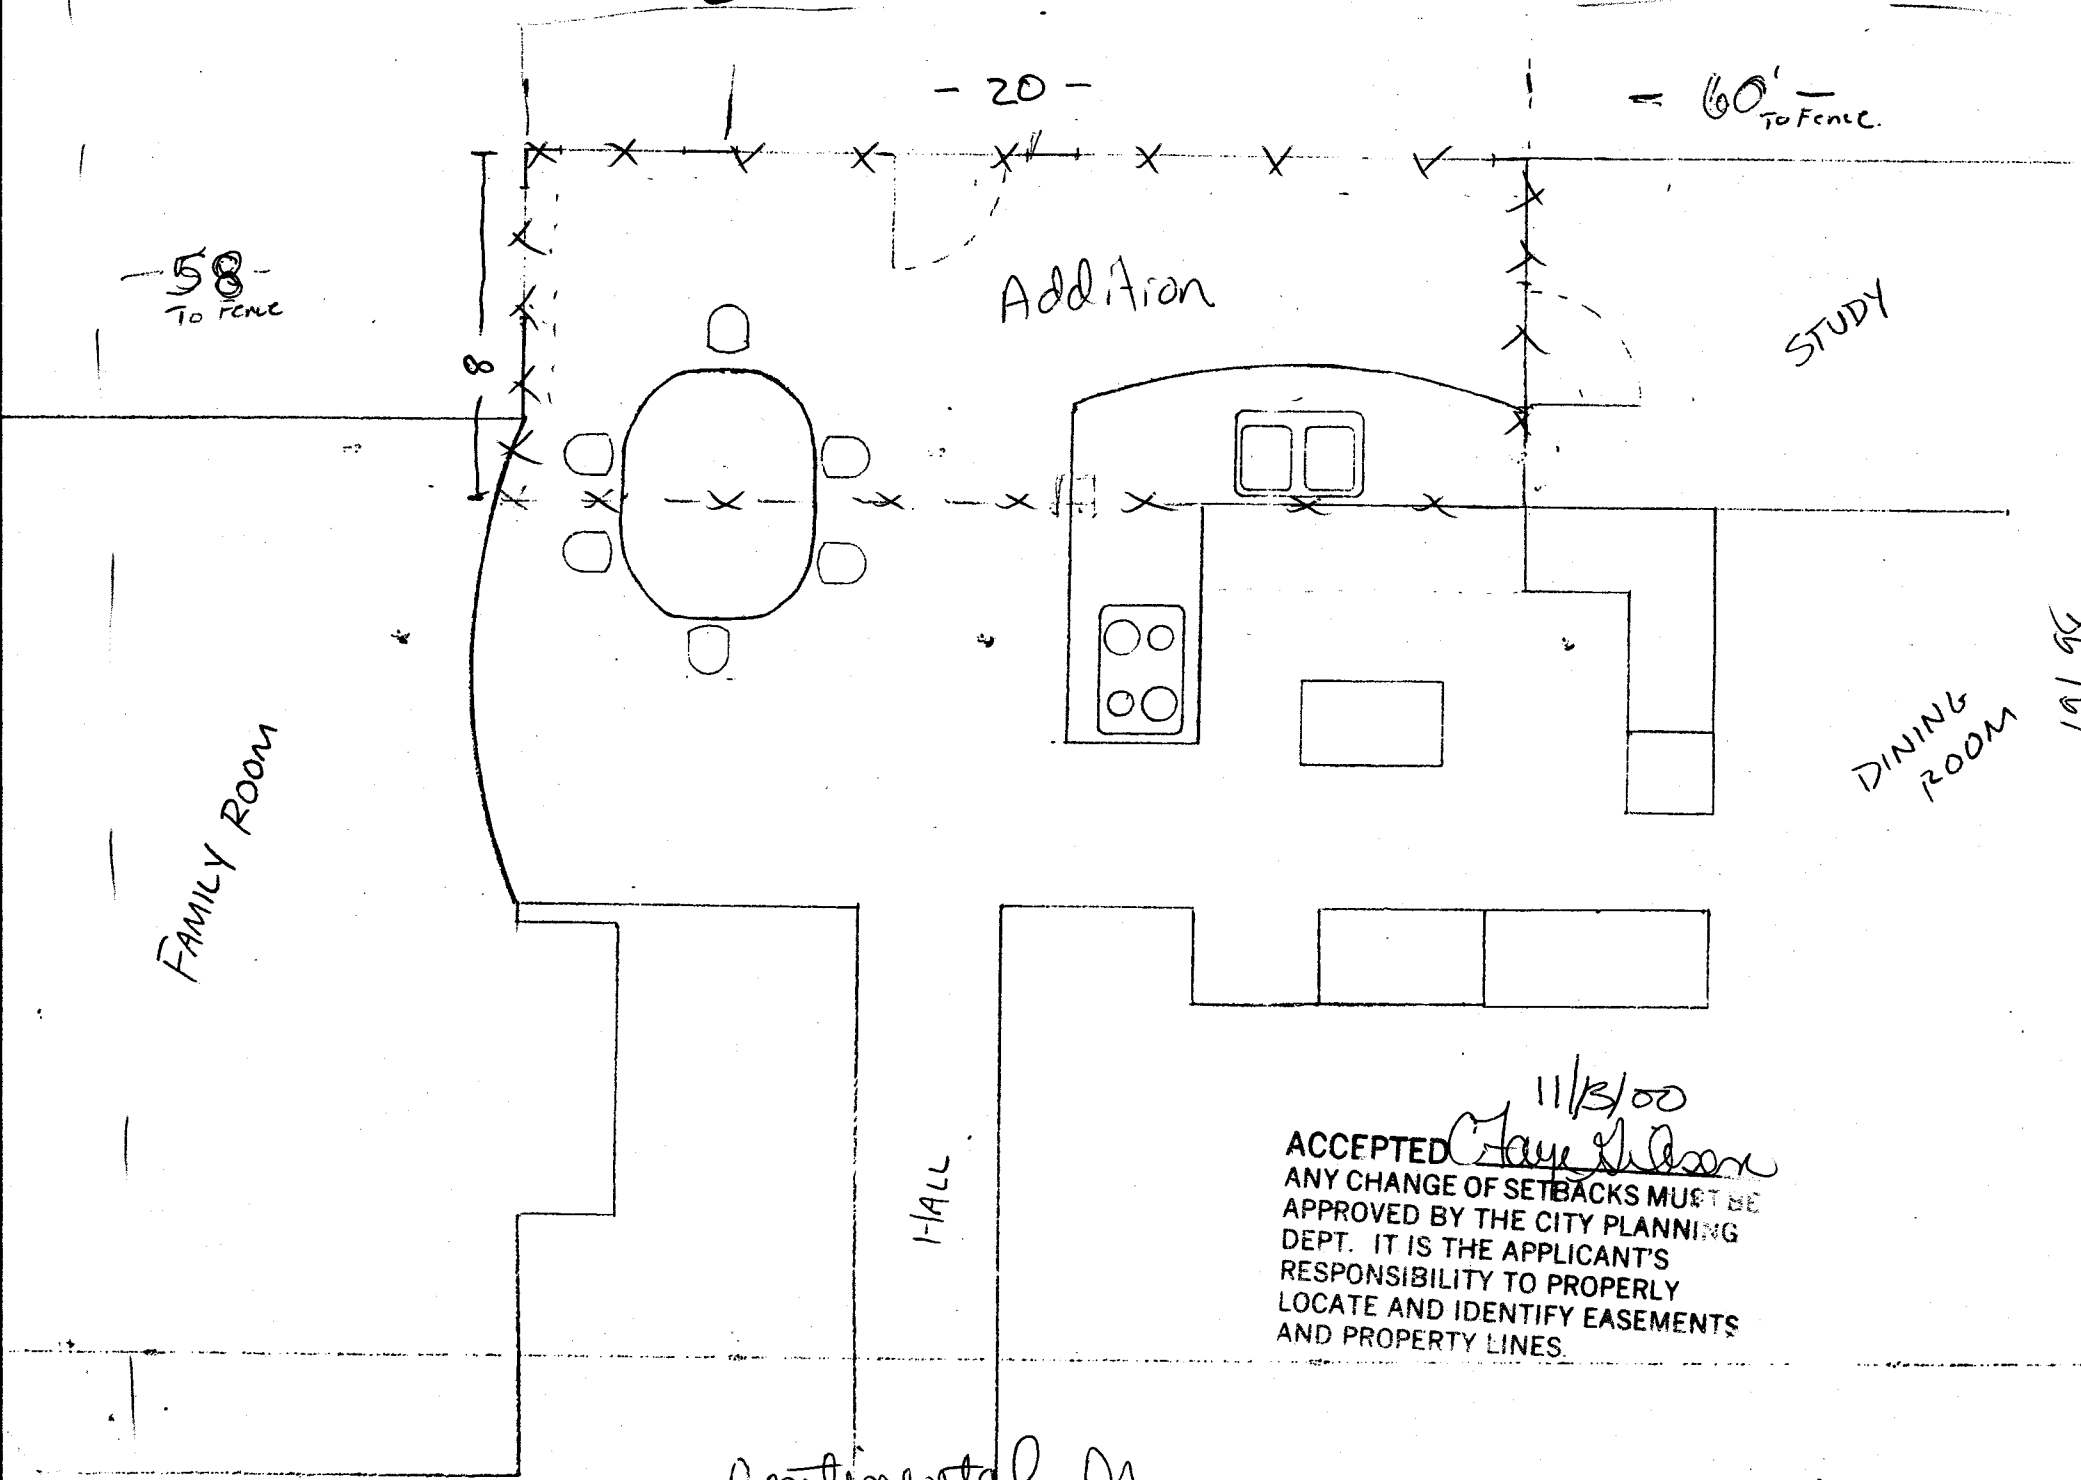 - 20 -
- 60' -
To Fence.
- 58 -
To Fence
8
Addition
STUDY
DINING
ROOM
FAMILY ROOM
HALL
11/13/00
ACCEPTED C Faye Gibson
ANY CHANGE OF SETBACKS MUST BE
APPROVED BY THE CITY PLANNING
DEPT. IT IS THE APPLICANT'S
RESPONSIBILITY TO PROPERLY
LOCATE AND IDENTIFY EASEMENTS
AND PROPERTY LINES.